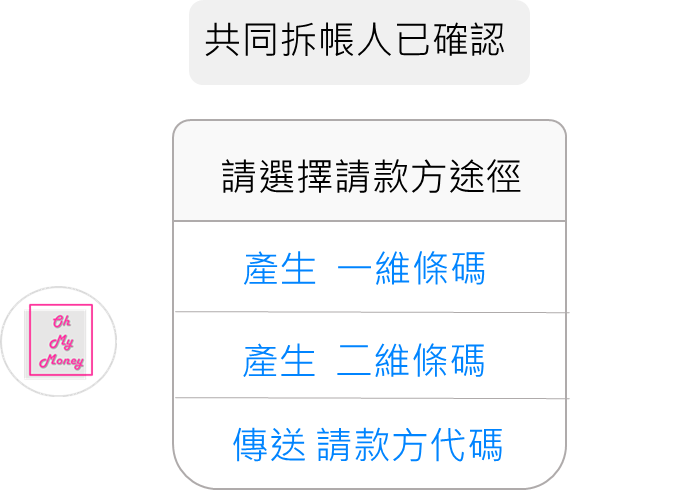 共同拆帳人已確認
請選擇請款方途徑
產生 一維條碼
Oh
My
Money
產生 二維條碼
傳送 請款方代碼